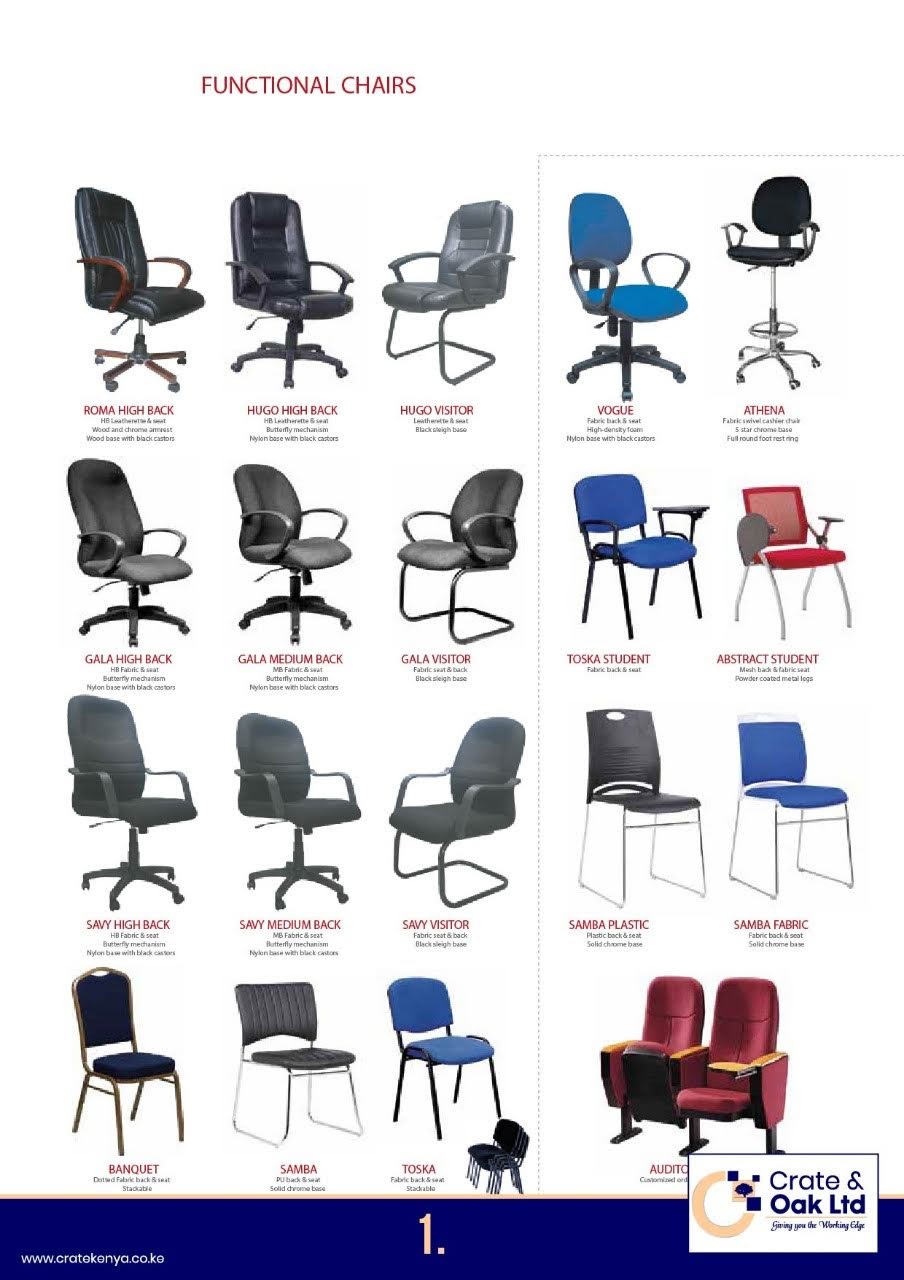 FUNCTIONAL CHAIRS
ROMA HIGH BACK
HB Leatherette & seat
Wood and chrome armrest
Wood base with black castors
HUGO HIGH BACK
HB Leatherette & seat
Butterfly mechanism
Nylon base with black castors
HUGO VISITOR
Leatherette & seat
Black sleigh base
VOGUE
Fabric back & seat
High-density foam
Nylon base with black castors
ATHENA
Fabric swivel cashier chair
5 star chrome base
Full round foot rest ring
GALA HIGH BACK
HB Fabric & seat
Butterfly mechanism
Nylon base with black castors
GALA MEDIUM BACK
MB Fabric & seat
Butterfly mechanism
Nylon base with black castors
GALA VISITOR
Fabric seat & back
Black sleigh base
TOSKA STUDENT
Fabric back & seat
ABSTRACT STUDENT
Mesh back & fabric seat
Powder coated metal legs
SAVY HIGH BACK
HB Fabric & seat
Butterfly mechanism
Nylon base with black castors
SAVY MEDIUM BACK
MB Fabric & seat
Butterfly mechanism
Nylon base with black castors
SAVY VISITOR
Fabric seat & back
Black sleigh base
SAMBA PLASTIC
Plastic back & seat
Solid chrome base
SAMBA FABRIC
Fabric back & seat
Solid chrome base
BANQUET
Dotted Fabric back & seat
Stackable
SAMBA
PU back & seat
Solid chrome base
TOSKA
Fabric back & seat
Stackable
AUDITO
Customized ord
Crate &
Oak Ltd
Giving you the Working Edge
1.
www.cratekenya.co.ke